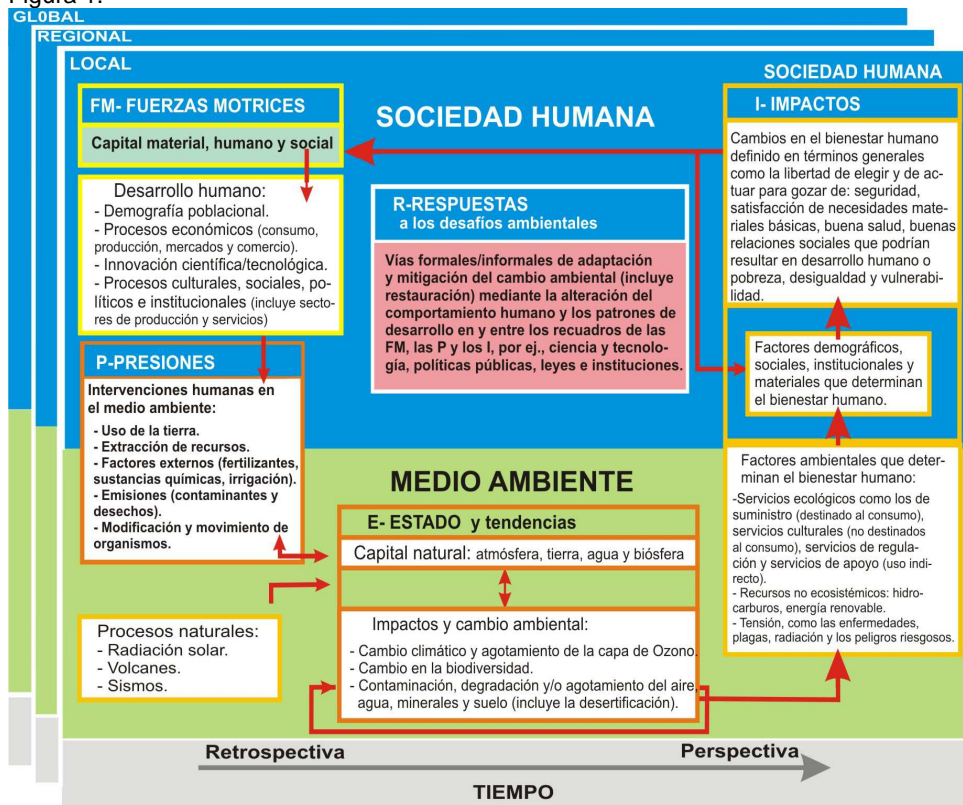 Figura 1.
GLOBAL
REGIONAL
LOCAL
FM- FUERZAS MOTRICES
Capital material, humano y social
Desarrollo humano:
- Demografía poblacional.
- Procesos económicos (consumo,
producción, mercados y comercio).
- Innovación científica/tecnológica.
- Procesos culturales, sociales, po-
líticos e institucionales (incluye secto-
res de producción y servicios)
P-PRESIONES
Intervenciones humanas en
el medio ambiente:
- Uso de la tierra.
- Extracción de recursos.
- Factores externos (fertilizantes,
sustancias químicas, irrigación).
- Emisiones (contaminantes y
desechos).
- Modificación y movimiento de
organismos.
Procesos naturales:
- Radiación solar.
- Volcanes.
- Sismos.
SOCIEDAD HUMANA
R-RESPUESTAS
a los desafíos ambientales
Vías formales/informales de adaptación
y mitigación del cambio ambiental (incluye
restauración) mediante la alteración del
comportamiento humano y los patrones de
desarrollo en y entre los recuadros de las
FM, las P y los I, por ej., ciencia y tecnolo-
gía, políticas públicas, leyes e instituciones.
MEDIO AMBIENTE
E- ESTADO y tendencias
Capital natural: atmósfera, tierra, agua y biósfera
Impactos y cambio ambiental:
- Cambio climático y agotamiento de la capa de Ozono.
- Cambio en la biodiversidad.
- Contaminación, degradación y/o agotamiento del aire,
agua, minerales y suelo (incluye la desertificación).
SOCIEDAD HUMANA
I- IMPACTOS
Cambios en el bienestar humano
definido en términos generales
como la libertad de elegir y de ac-
tuar para gozar de: seguridad,
satisfacción de necesidades mate-
riales básicas, buena salud, buenas
relaciones sociales que podrían
resultar en desarrollo humano o
pobreza, desigualdad y vulnerabi-
lidad.
Factores demográficos,
sociales, institucionales y
materiales que determinan
el bienestar humano.
Factores ambientales que deter-
minan el bienestar humano:
-Servicios ecológicos como los de
suministro (destinado al consumo),
servicios culturales (no destinados
al consumo), servicios de regula-
ción y servicios de apoyo (uso indi-
recto).
- Recursos no ecosistémicos: hidro-
carburos, energía renovable.
- Tensión, como las enfermedades,
plagas, radiación y los peligros riesgosos.
Retrospectiva
Perspectiva
TIEMPO